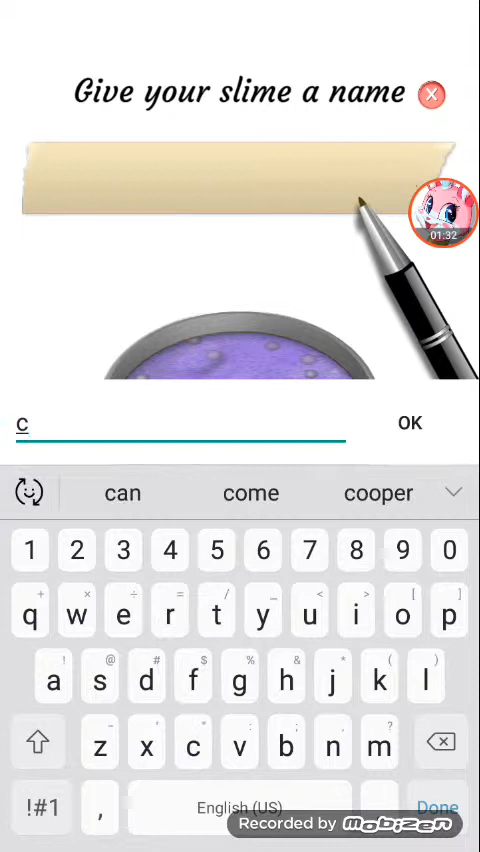 Give your slime a name
01:32
C
OK
can come cooper
1 2 3 4 5 6 7 8 9 0
+ × ÷ = / _ < > [ ]
q w e r t y u i o p
! @ # $ % ^ & * ( )
a s d f g h j k l
- ' " : ; , ?
z x c v b n m
!#1 , English (US) Done
Recorded by mobizen